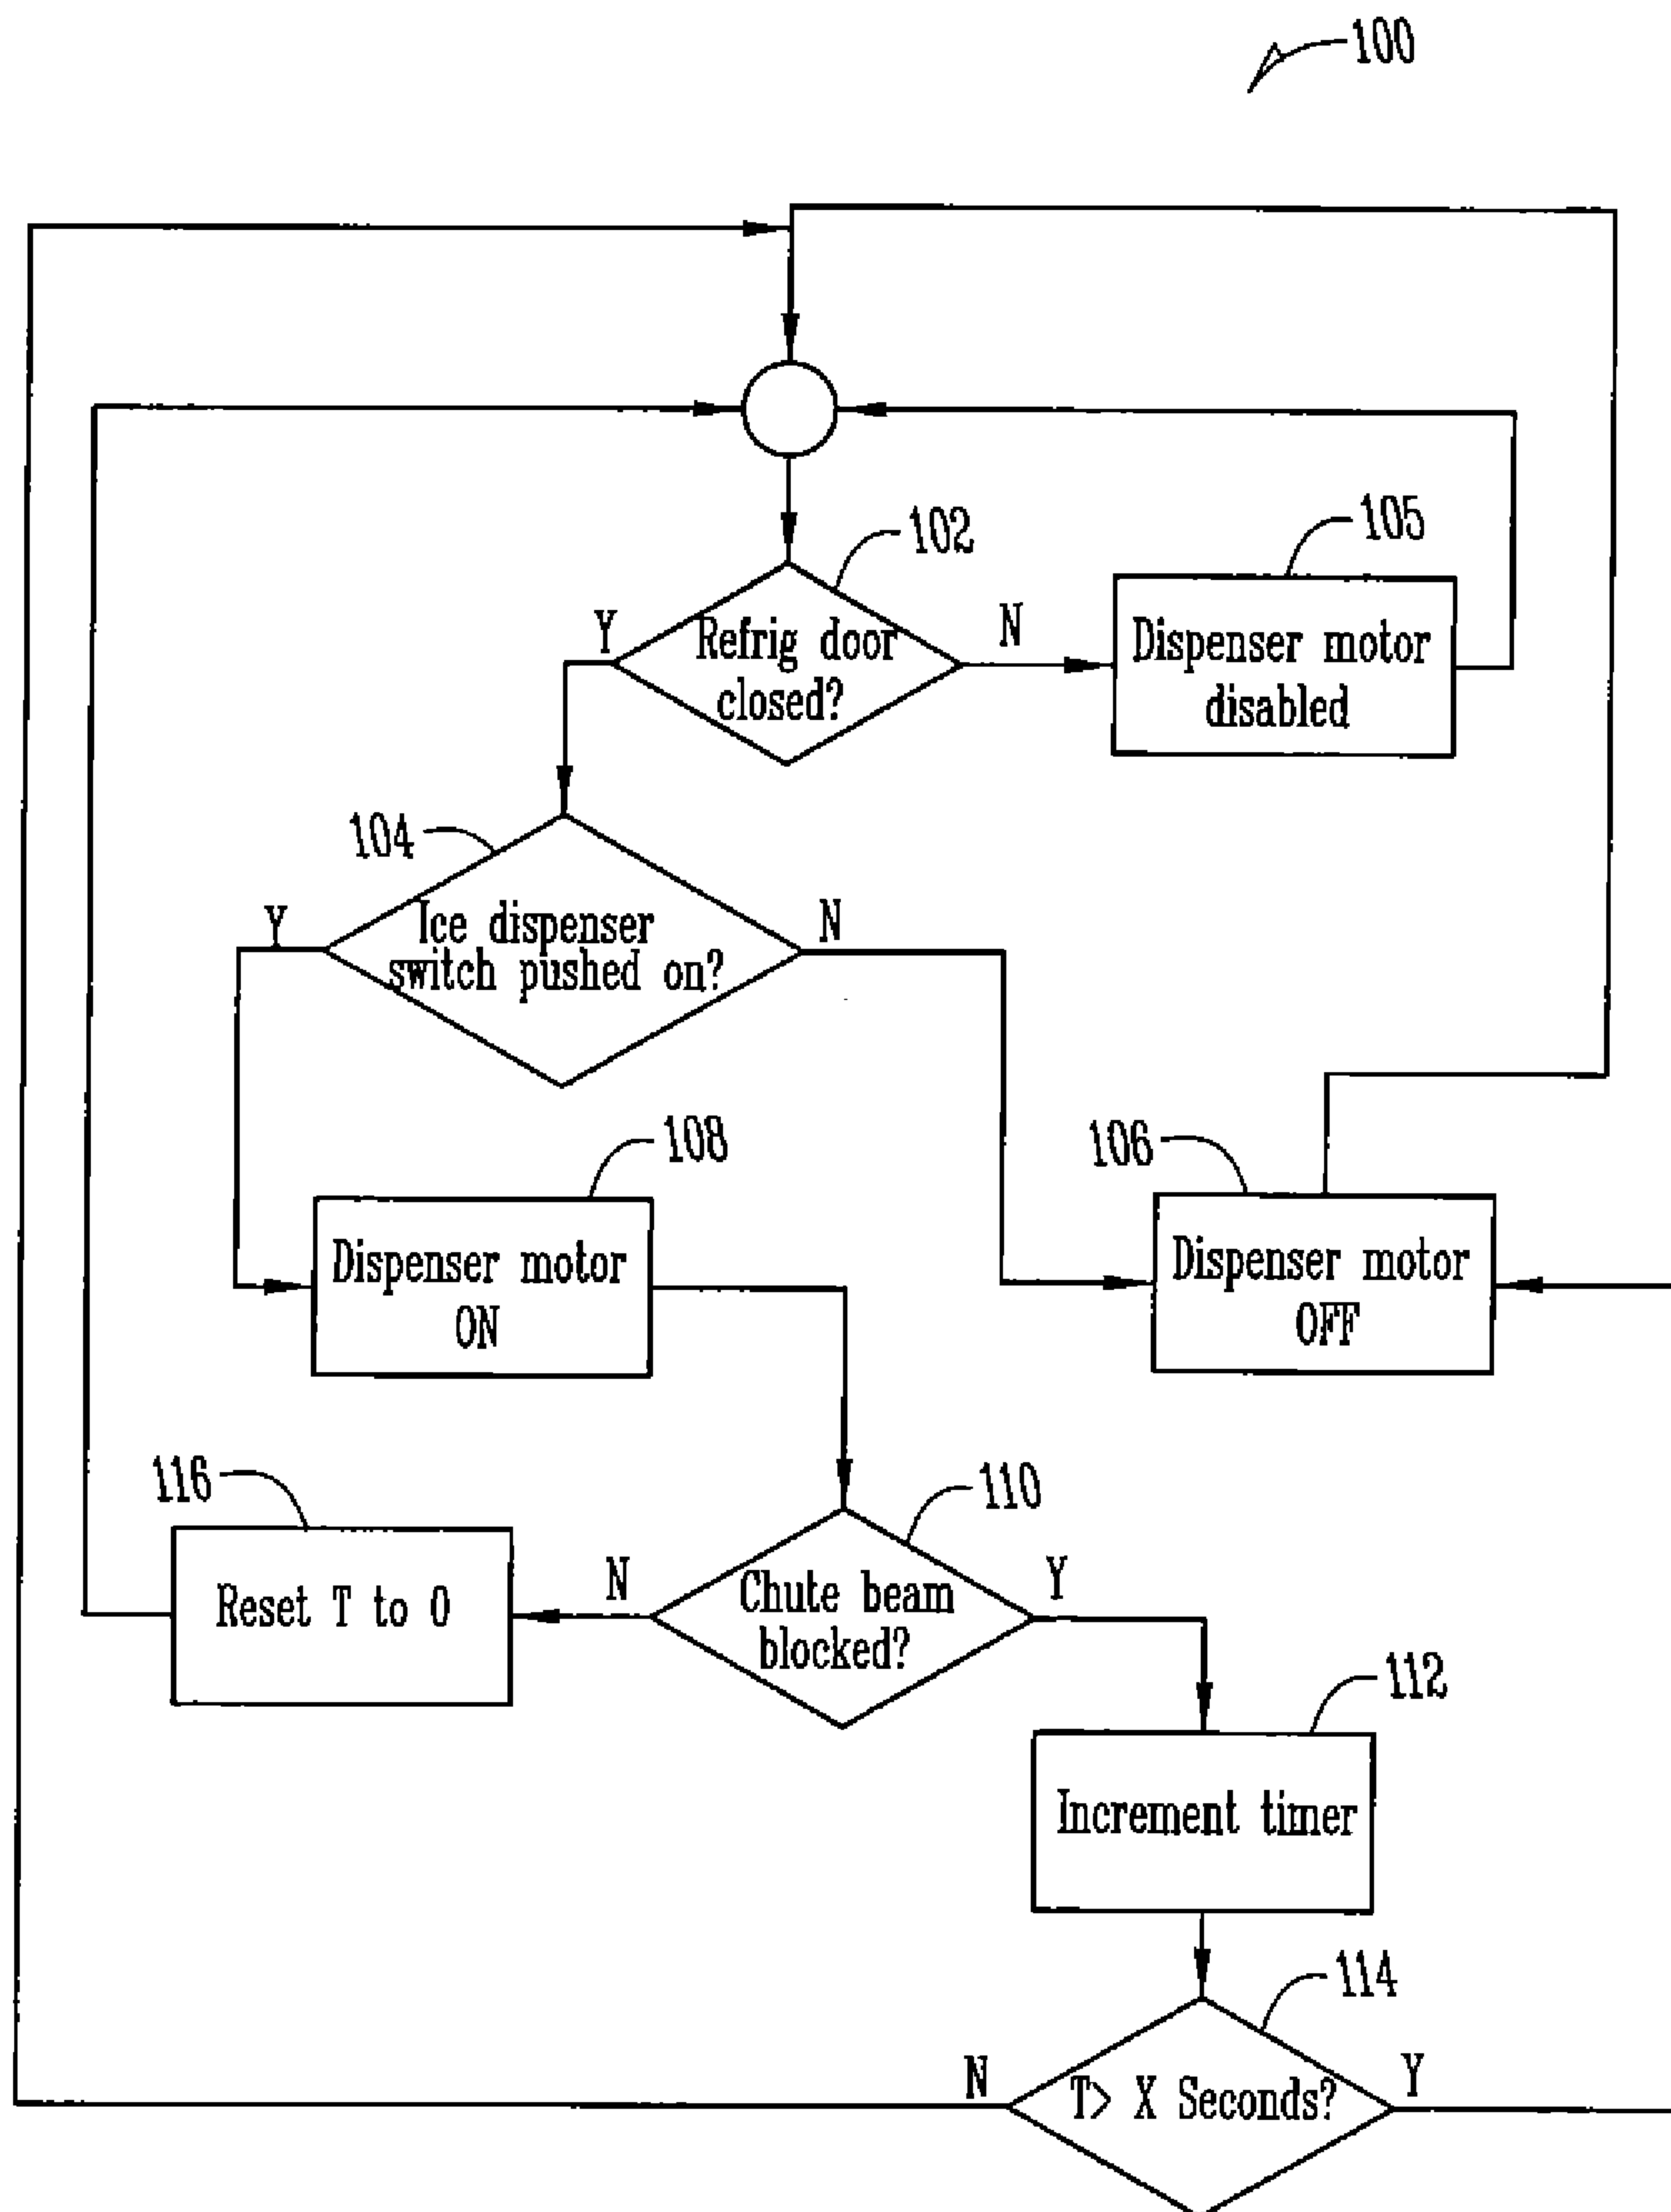 100
102
105
Y
Refrig door
closed?
N
Dispenser motor
disabled
104
Y
Ice dispenser
switch pushed on?
N
108
106
Dispenser motor
ON
Dispenser motor
OFF
116
110
Reset T to 0
N
Chute beam
blocked?
Y
112
Increment timer
114
N
T> X Seconds?
Y